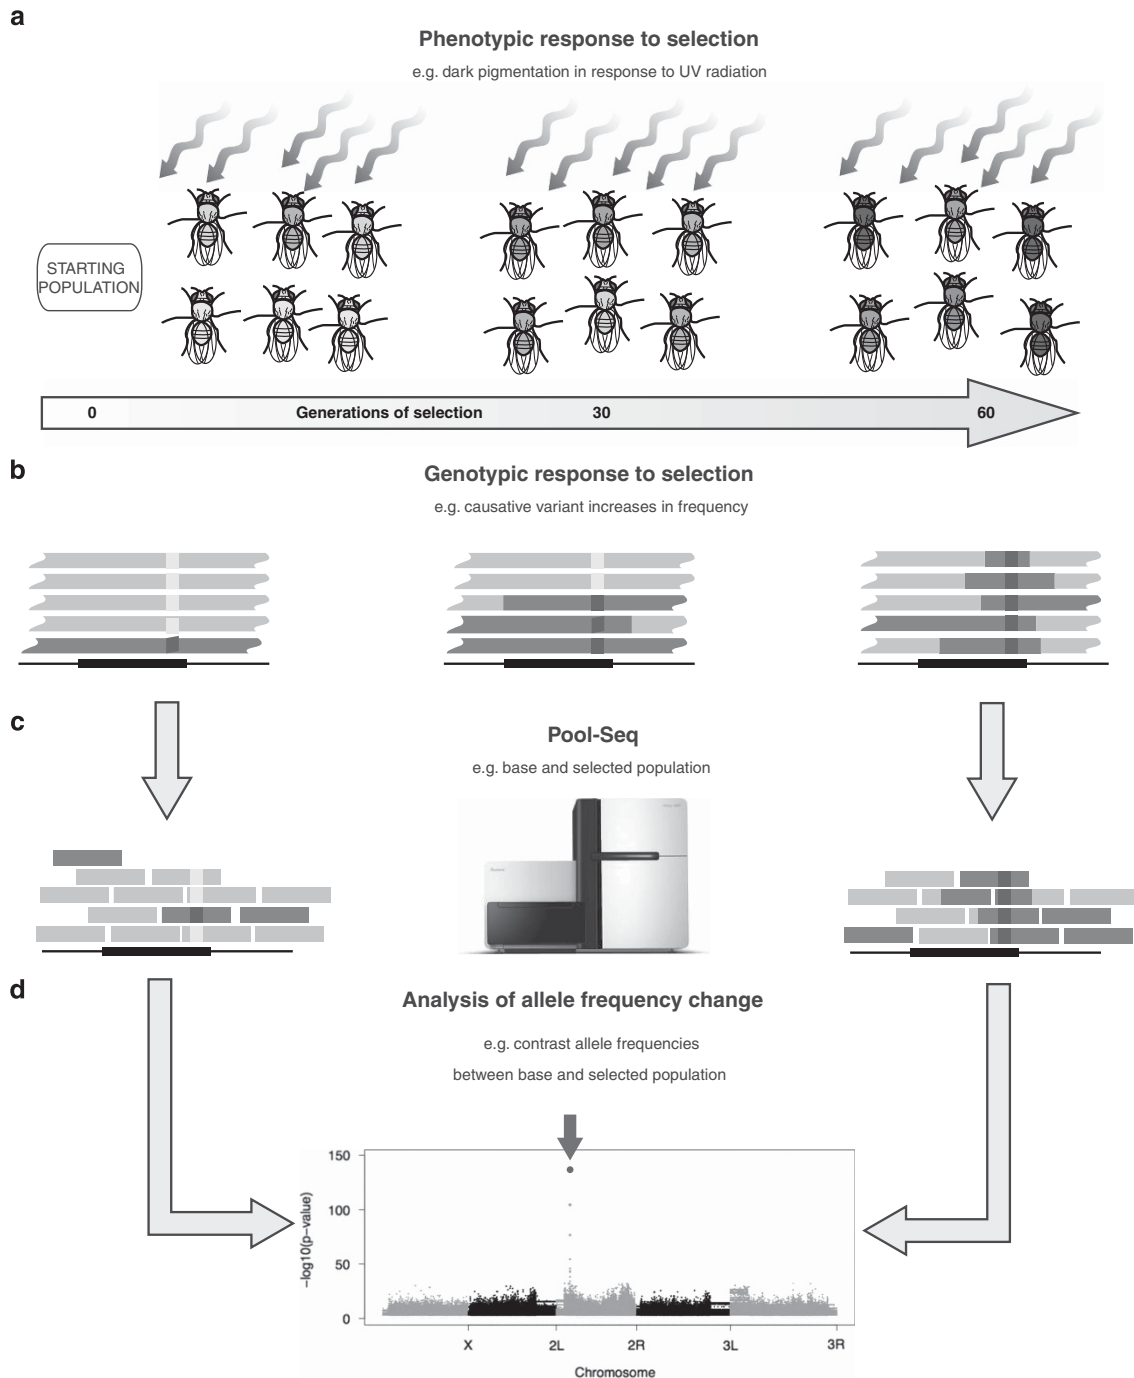 a
Phenotypic response to selection
e.g. dark pigmentation in response to UV radiation
STARTING
POPULATION
0 Generations of selection 30 60
b
Genotypic response to selection
e.g. causative variant increases in frequency
c
Pool-Seq
e.g. base and selected population
d
Analysis of allele frequency change
e.g. contrast allele frequencies
between base and selected population
150
100
50
0
−log10(p−value)
X 2L 2R 3L 3R
Chromosome